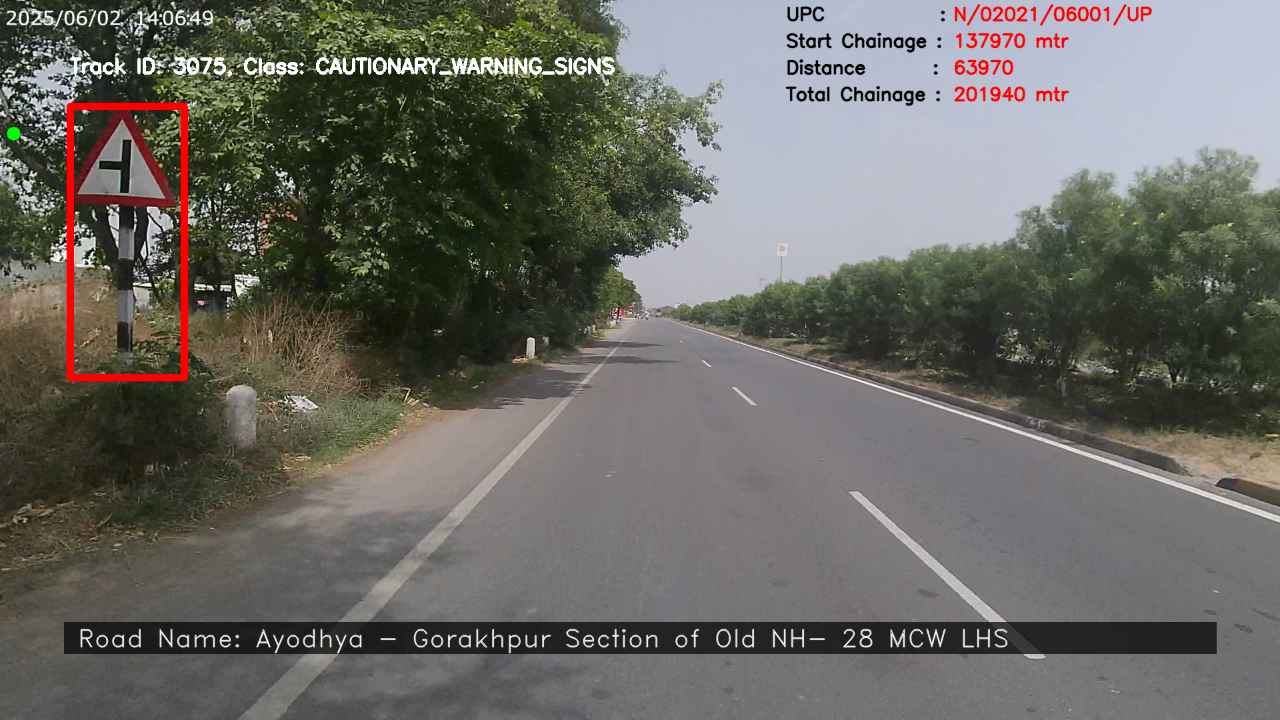 2025/06/02 14:06:49
Track ID: 3075, Class: CAUTIONARY_WARNING_SIGNS
UPC : N/02021/06001/UP
Start Chainage : 137970 mtr
Distance : 63970
Total Chainage : 201940 mtr
Road Name: Ayodhya - Gorakhpur Section of Old NH- 28 MCW LHS